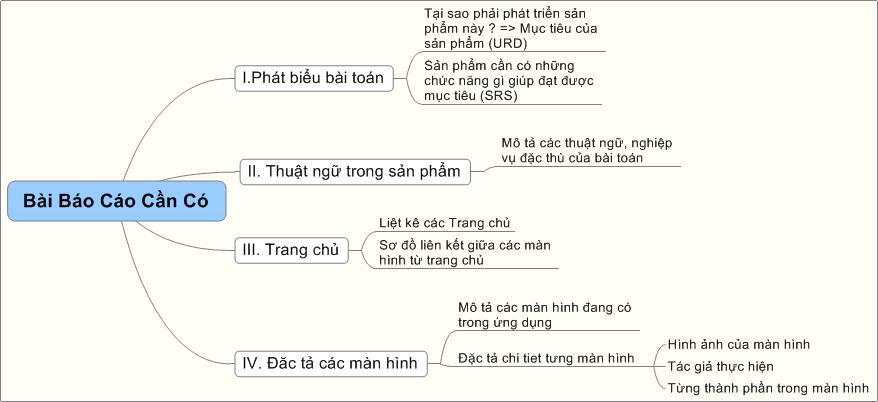 Tại sao phải phát triển sản
phẩm này ? => Mục tiêu của
sản phẩm (URD)
I.Phát biểu bài toán
Sản phẩm cần có những
chức năng gì giúp đạt được
mục tiêu (SRS)
II. Thuật ngữ trong sản phẩm
Mô tả các thuật ngữ, nghiệp
vụ đặc thù của bài toán
Bài Báo Cáo Cần Có
III. Trang chủ
Liệt kê các Trang chủ
Sơ đồ liên kết giữa các màn
hình từ trang chủ
IV. Đăc tả các màn hình
Mô tả các màn hình đang có
trong ứng dụng
Đặc tả chi tiet tưng màn hình
Hình ảnh của màn hình
Tác giả thực hiện
Từng thành phần trong màn hình